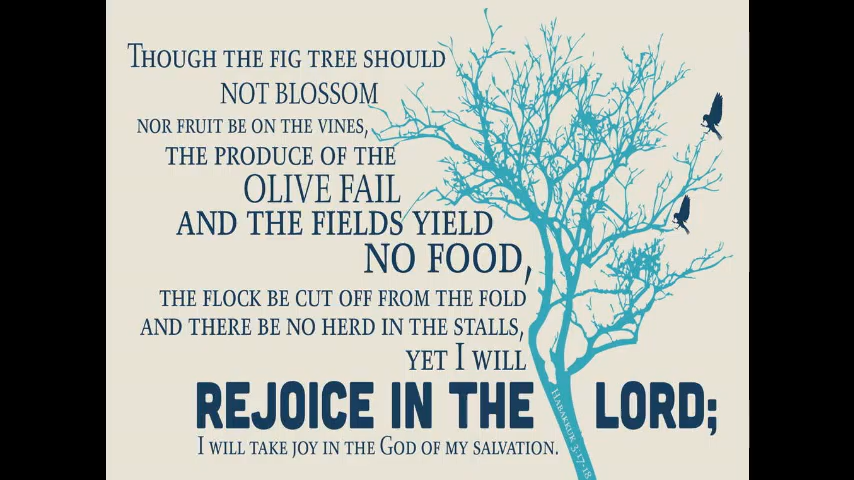 THOUGH THE FIG TREE SHOULD
NOT BLOSSOM
NOR FRUIT BE ON THE VINES,
THE PRODUCE OF THE
OLIVE FAIL
AND THE FIELDS YIELD
NO FOOD,
THE FLOCK BE CUT OFF FROM THE FOLD
AND THERE BE NO HERD IN THE STALLS,
YET I WILL
REJOICE IN THE LORD;
I WILL TAKE JOY IN THE GOD OF MY SALVATION.
HABAKKUK 3:17-18